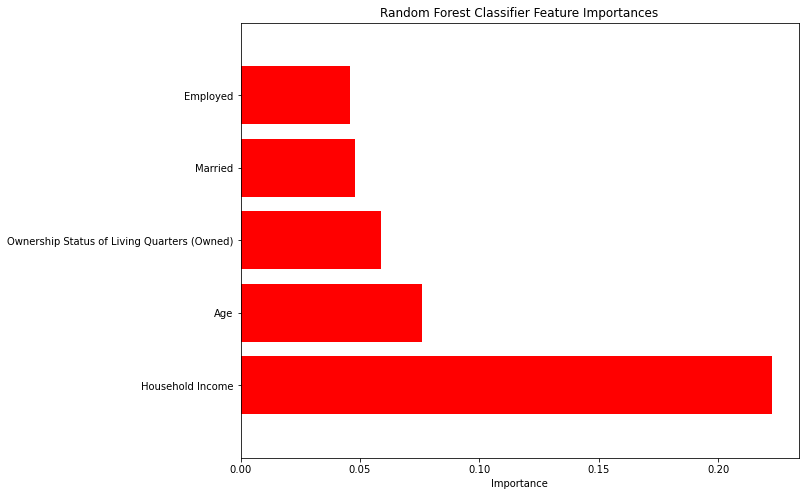 Random Forest Classifier Feature Importances
Employed
Married
Ownership Status of Living Quarters (Owned)
Age
Household Income
0.00 0.05 0.10 0.15 0.20
Importance